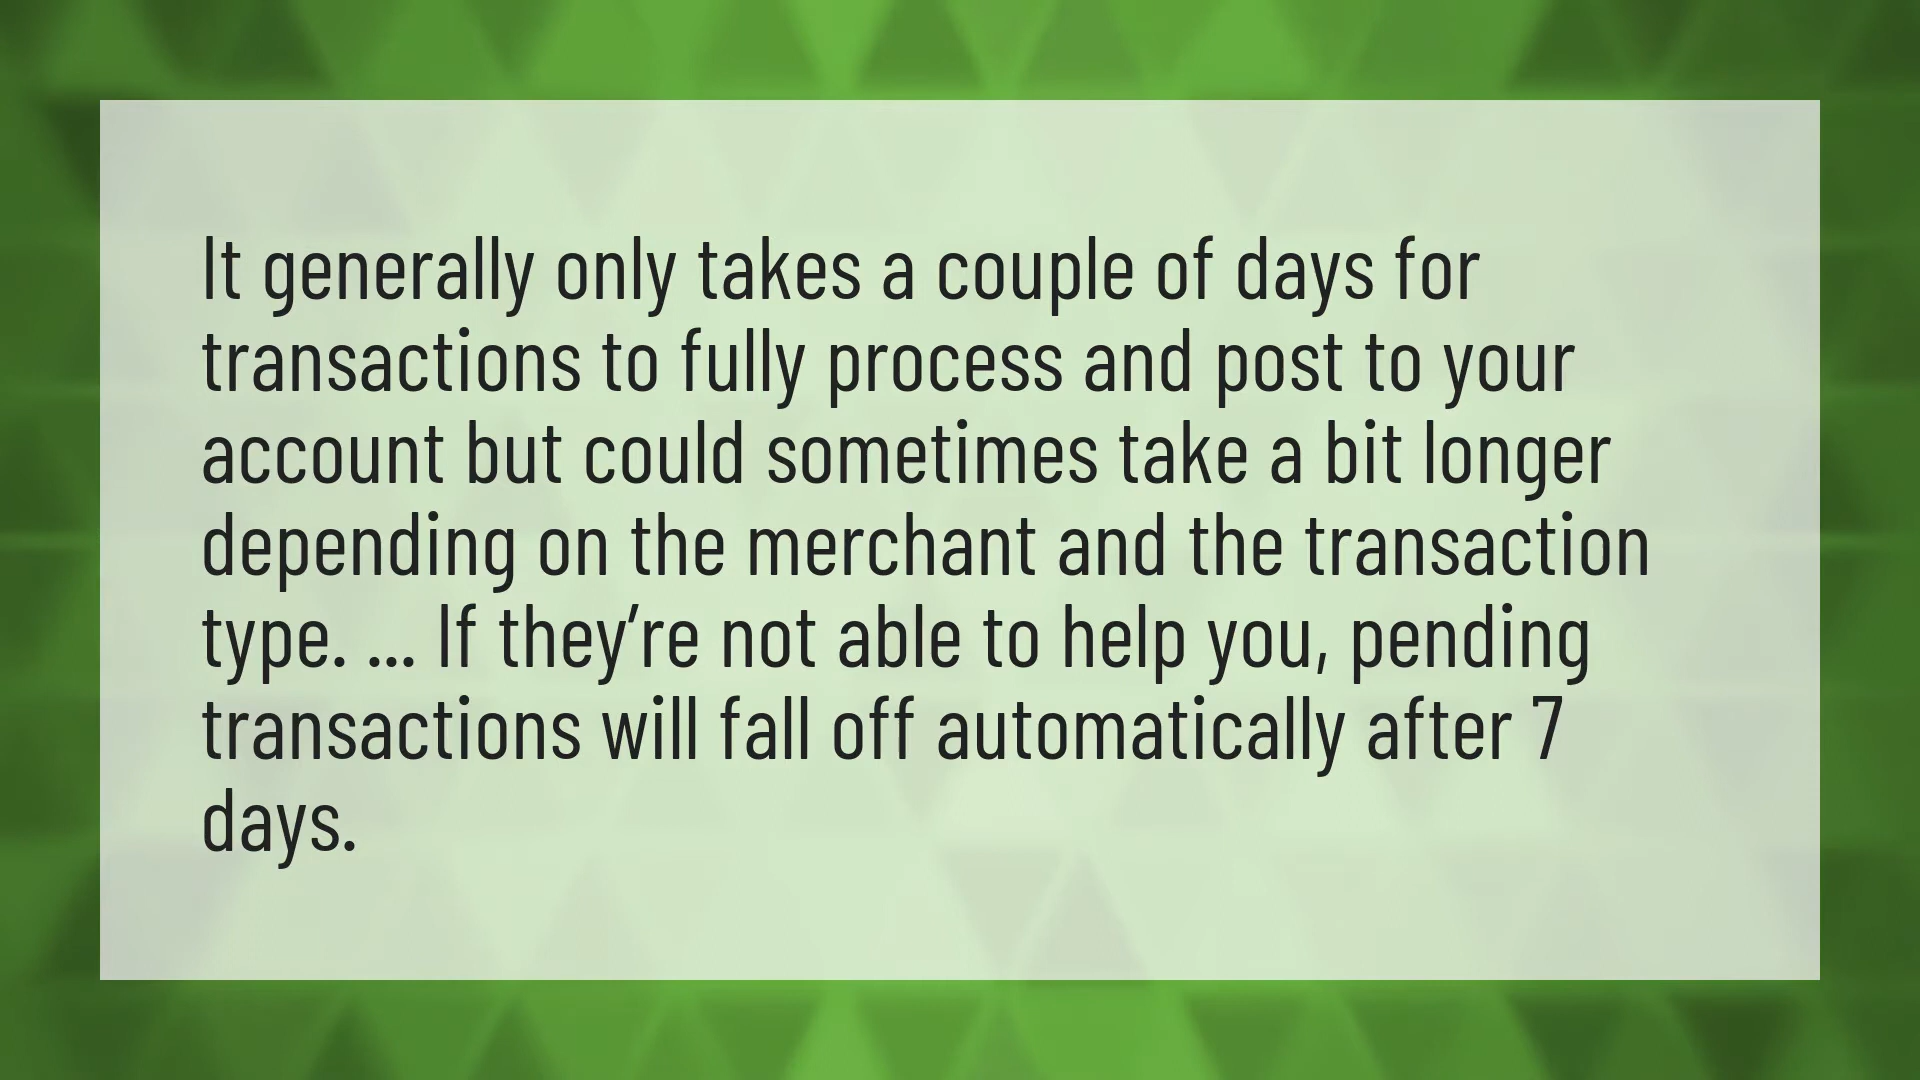 It generally only takes a couple of days for
transactions to fully process and post to your
account but could sometimes take a bit longer
depending on the merchant and the transaction
type. ... If they’re not able to help you, pending
transactions will fall off automatically after 7
days.